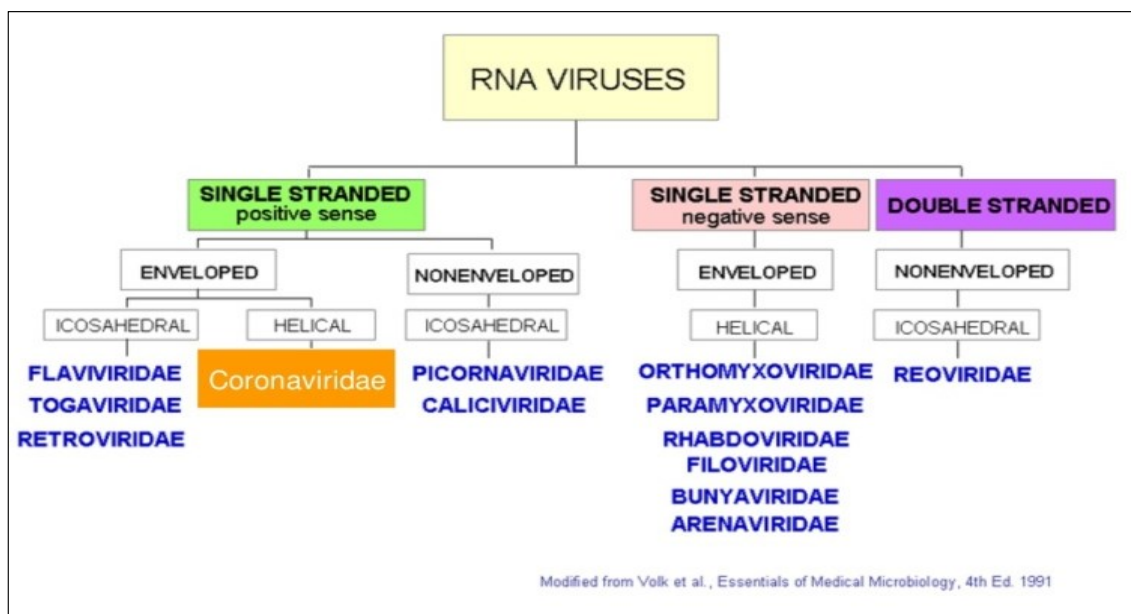 RNA VIRUSES
SINGLE STRANDED
positive sense
SINGLE STRANDED
negative sense
DOUBLE STRANDED
ENVELOPED
NONENVELOPED
ENVELOPED
NONENVELOPED
ICOSAHEDRAL
HELICAL
ICOSAHEDRAL
HELICAL
ICOSAHEDRAL
FLAVIVIRIDAE
TOGAVIRIDAE
RETROVIRIDAE
Coronaviridae
PICORNAVIRIDAE
CALICIVIRIDAE
ORTHOMYXOVIRIDAE
PARAMYXOVIRIDAE
RHABDOVIRIDAE
FILOVIRIDAE
BUNYAVIRIDAE
ARENAVIRIDAE
REOVIRIDAE
Modified from Volk et al., Essentials of Medical Microbiology, 4th Ed. 1991